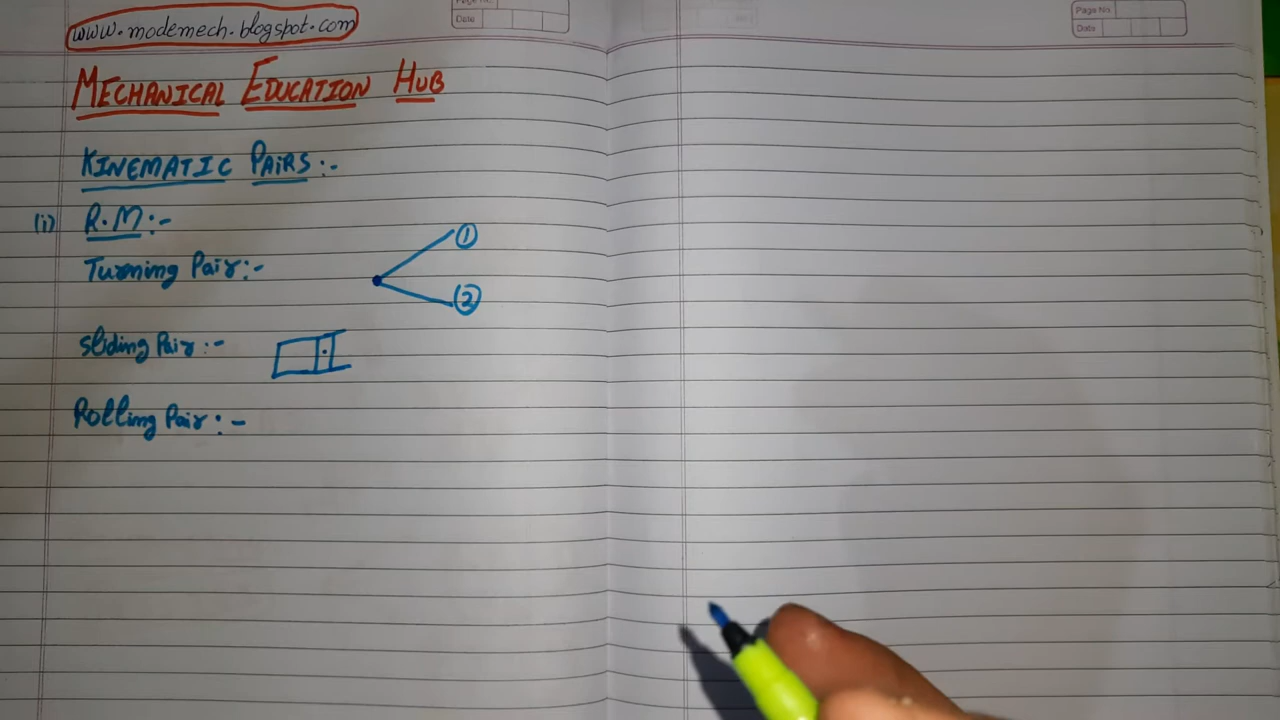 www.modemech.blogspot.com
Date
Page No
Date
MECHANICAL EDUCATION HUB
KINEMATIC PAIRS:-
(i) R.M:-
Turning Pair:-
①
②
Sliding Pair:-
Rolling Pair:-